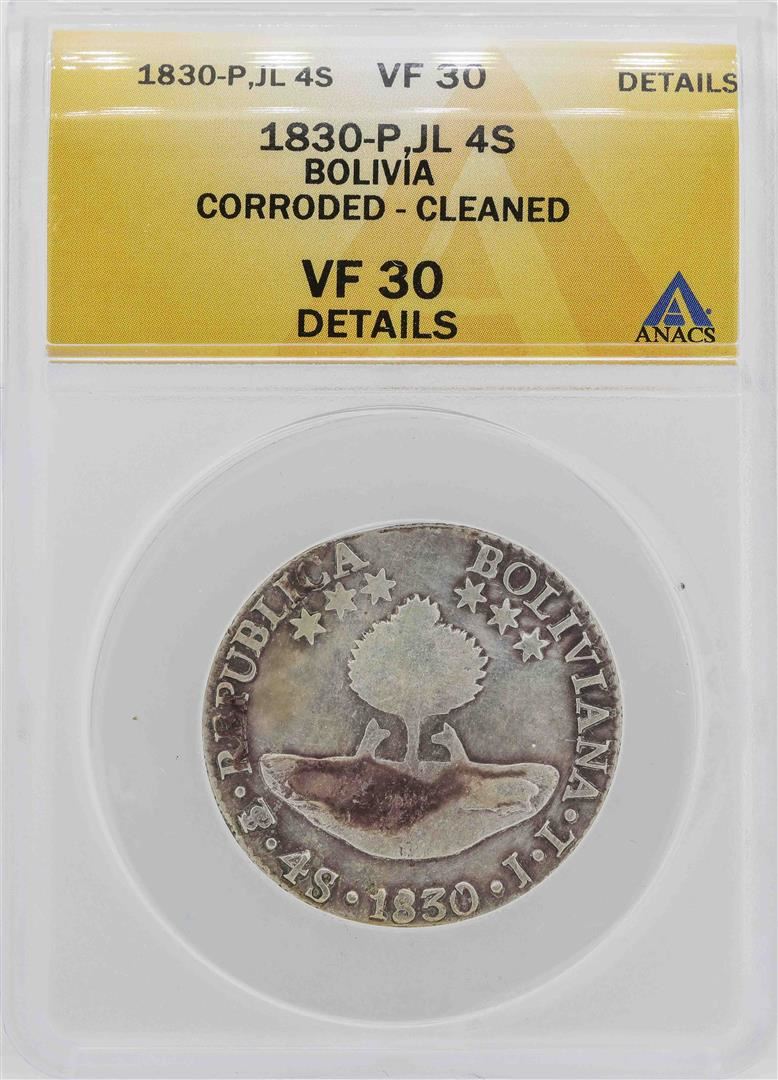 1830-P,JL 4S VF 30 DETAILS
1830-P,JL 4S
BOLIVIA
CORRODED - CLEANED
VF 30
DETAILS
ANACS
REPUBLICA BOLIVIANA · J · L · 1830 · 4S ·